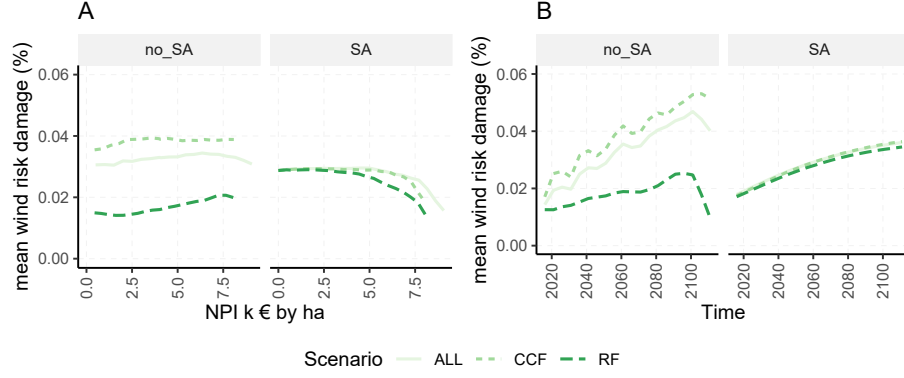 A
no_SA
SA
mean wind risk damage (%)
0.06
0.04
0.02
0.00
0.0
2.5
5.0
7.5
0.0
2.5
5.0
7.5
NPI k € by ha
B
no_SA
SA
mean wind risk damage (%)
0.06
0.04
0.02
0.00
2020
2040
2060
2080
2100
2020
2040
2060
2080
2100
Time
Scenario ALL CCF RF